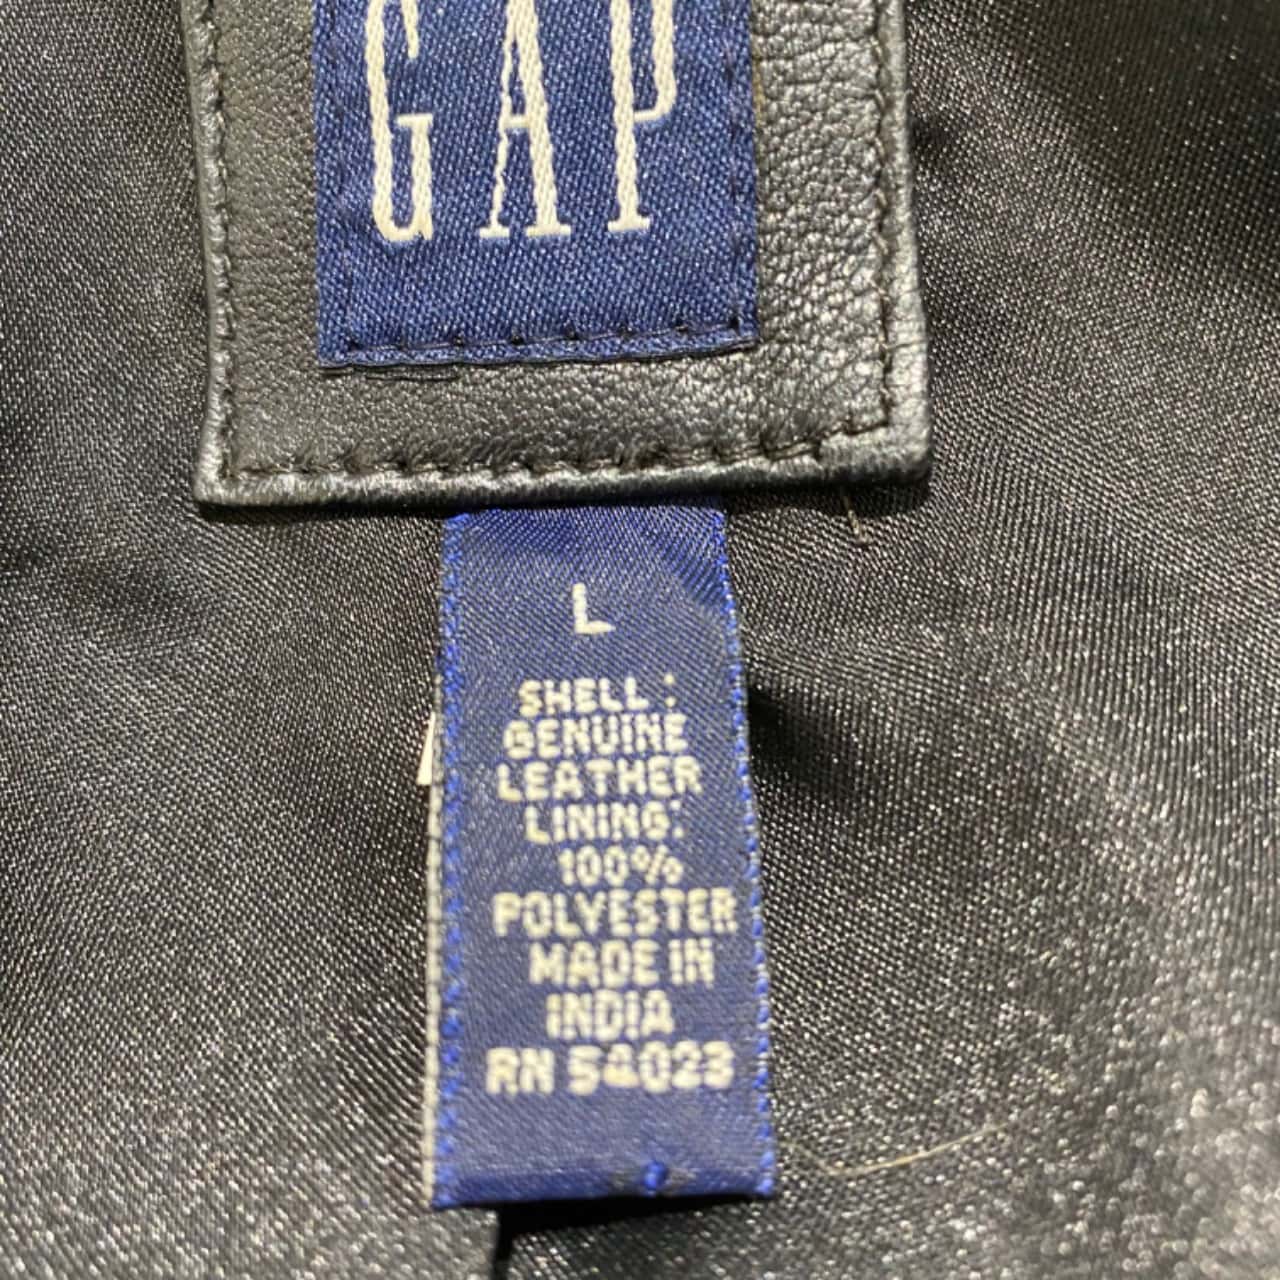 GAP
L
SHELL:
GENUINE
LEATHER
LINING:
100%
POLYESTER
MADE IN
INDIA
RN 54023